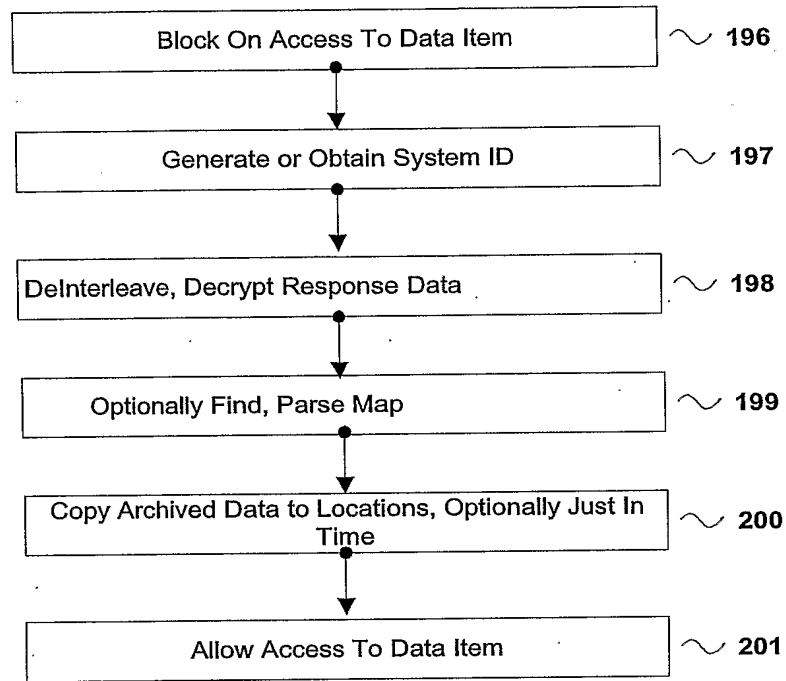 Block On Access To Data Item 196
Generate or Obtain System ID 197
DeInterleave, Decrypt Response Data 198
Optionally Find, Parse Map 199
Copy Archived Data to Locations, Optionally Just In
Time 200
Allow Access To Data Item 201